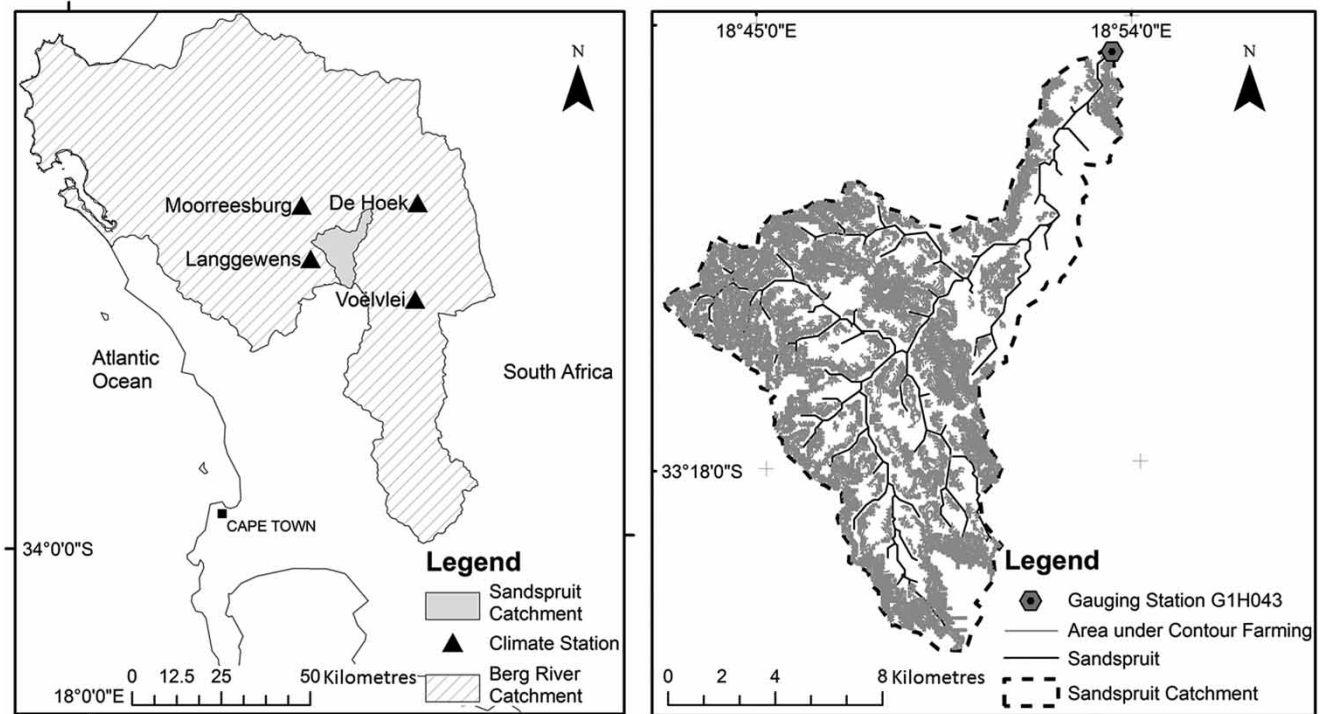 N
Moorreesburg
De Hoek
Langgewens
Voëlvlei
Atlantic
Ocean
South Africa
CAPE TOWN
34°0'0"S
Legend
Sandspruit
Catchment
Climate Station
Berg River
Catchment
0 12.5 25 50 Kilometres
18°0'0"E
18°45'0"E 18°54'0"E
N
33°18'0"S
Legend
Gauging Station G1H043
Area under Contour Farming
Sandspruit
Sandspruit Catchment
0 2 4 8 Kilometres